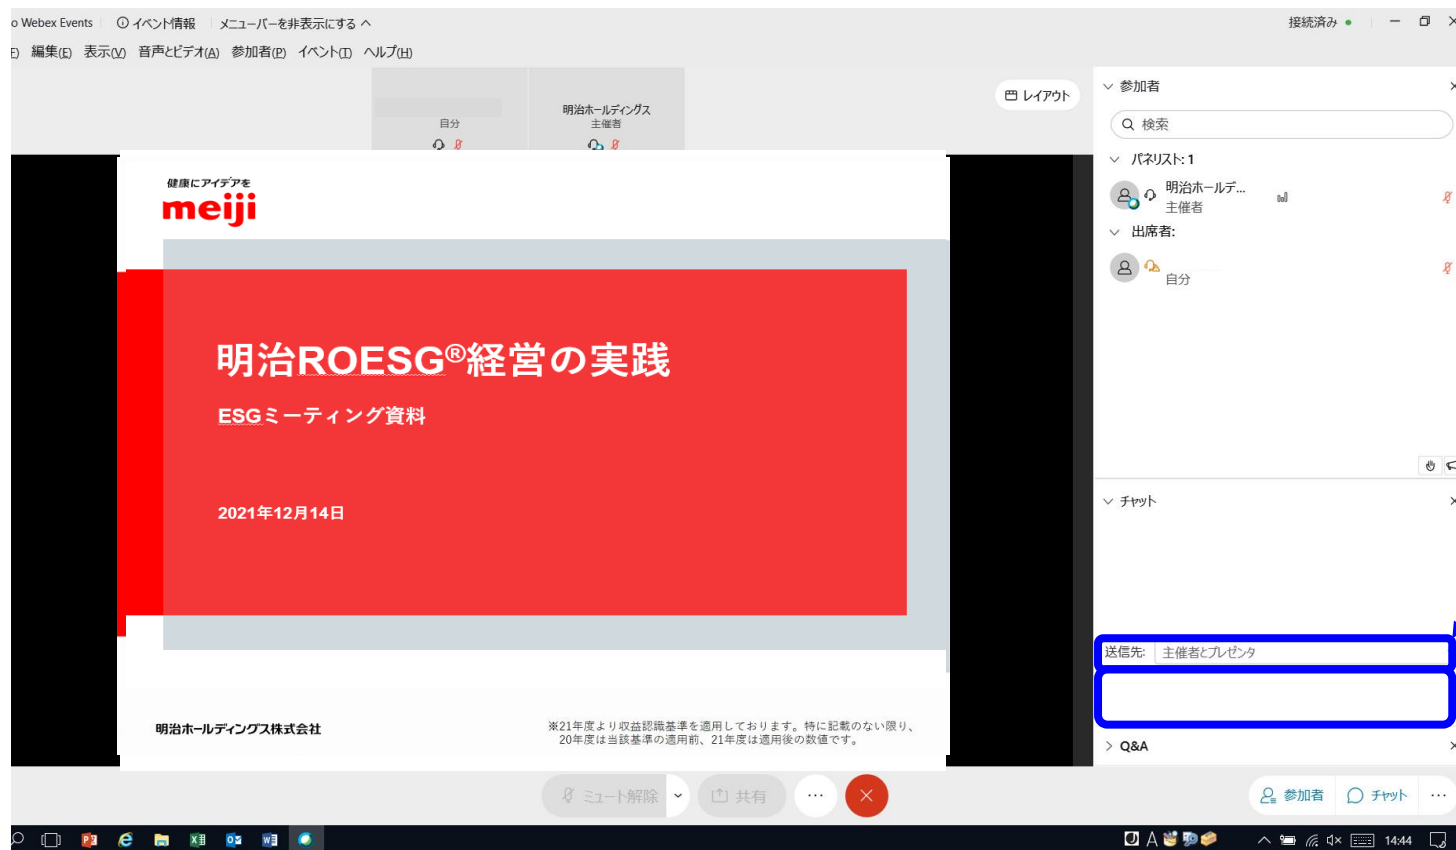 o Webex Events イベント情報 メニューバーを非表示にする
編集(E) 表示(V) 音声とビデオ(A) 参加者(P) イベント(T) ヘルプ(H)
接続済み
自分
明治ホールディングス
主催者
レイアウト
健康にアイデアを
meiji
明治ROESG®経営の実践
ESGミーティング資料
2021年12月14日
明治ホールディングス株式会社
※21年度より収益認識基準を適用しております。特に記載のない限り、
20年度は当該基準の適用前、21年度は適用後の数値です。
参加者
検索
パネリスト: 1
明治ホールデ...
主催者
出席者:
自分
チャット
送信先: 主催者とプレゼンタ
Q&A
ミュート解除 共有 ...
参加者 チャット ...
14:44